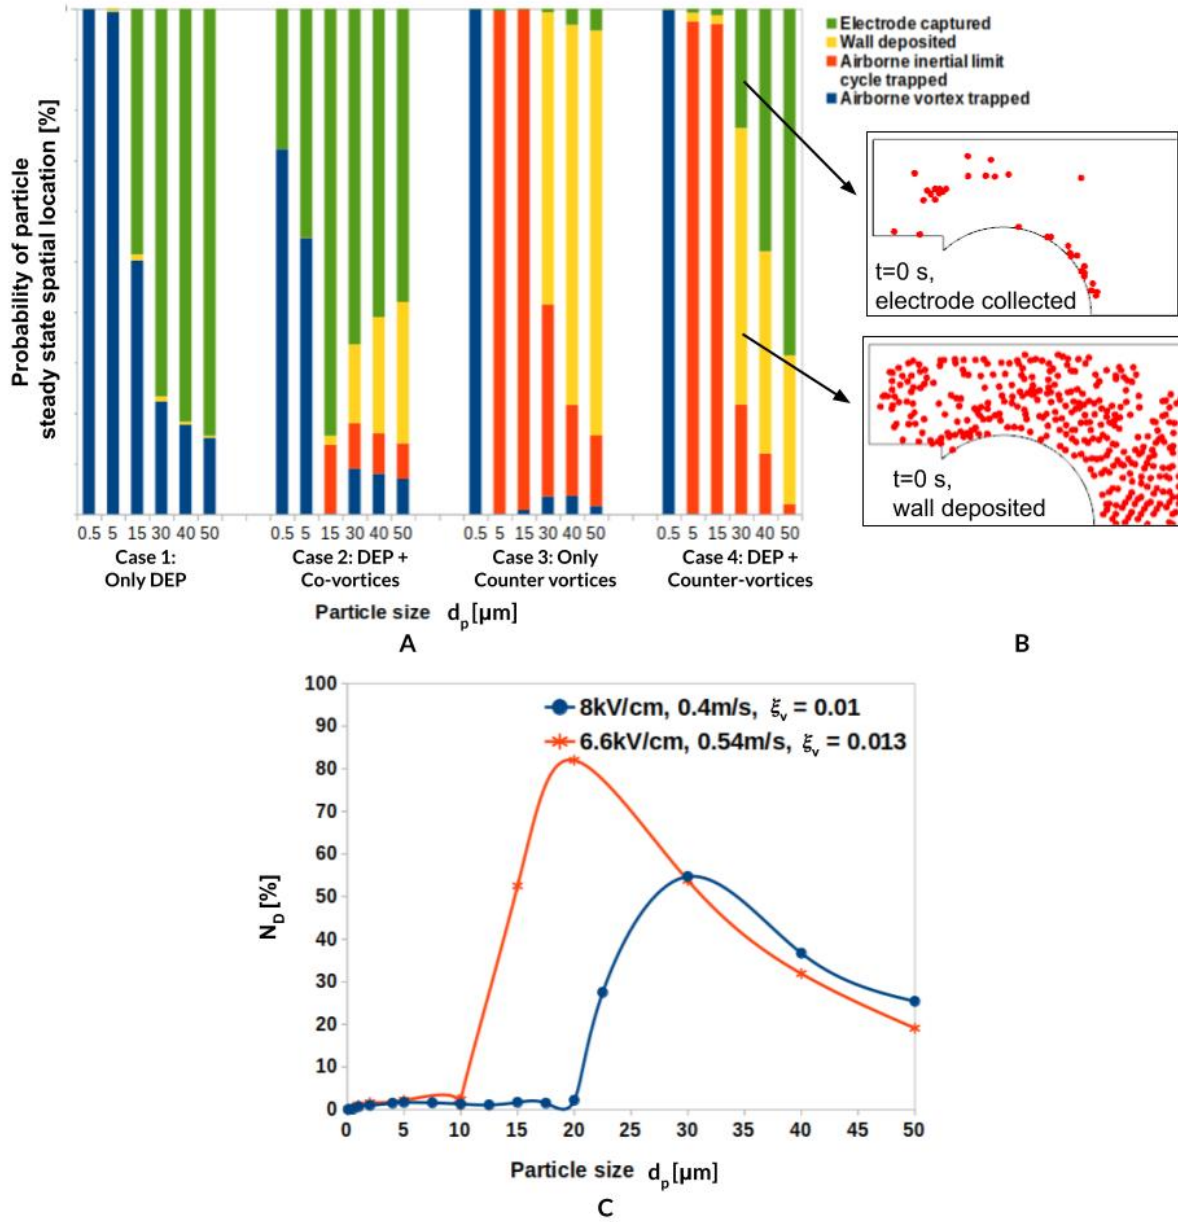 Electrode captured
Wall deposited
Airborne inertial limit
cycle trapped
Airborne vortex trapped
Probability of particle
steady state spatial location [%]
t=0 s,
electrode collected
t=0 s,
wall deposited
0.5 5 15 30 40 50 0.5 5 15 30 40 50 0.5 5 15 30 40 50 0.5 5 15 30 40 50
Case 1:
Only DEP
Case 2: DEP +
Co-vortices
Case 3: Only
Counter vortices
Case 4: DEP +
Counter-vortices
Particle size dp [μm]
A
B
100
90
80
70
60
50
40
30
20
10
0
8kV/cm, 0.4m/s, ξv = 0.01
6.6kV/cm, 0.54m/s, ξv = 0.013
ND [%]
0 5 10 15 20 25 30 35 40 45 50
Particle size dp [μm]
C